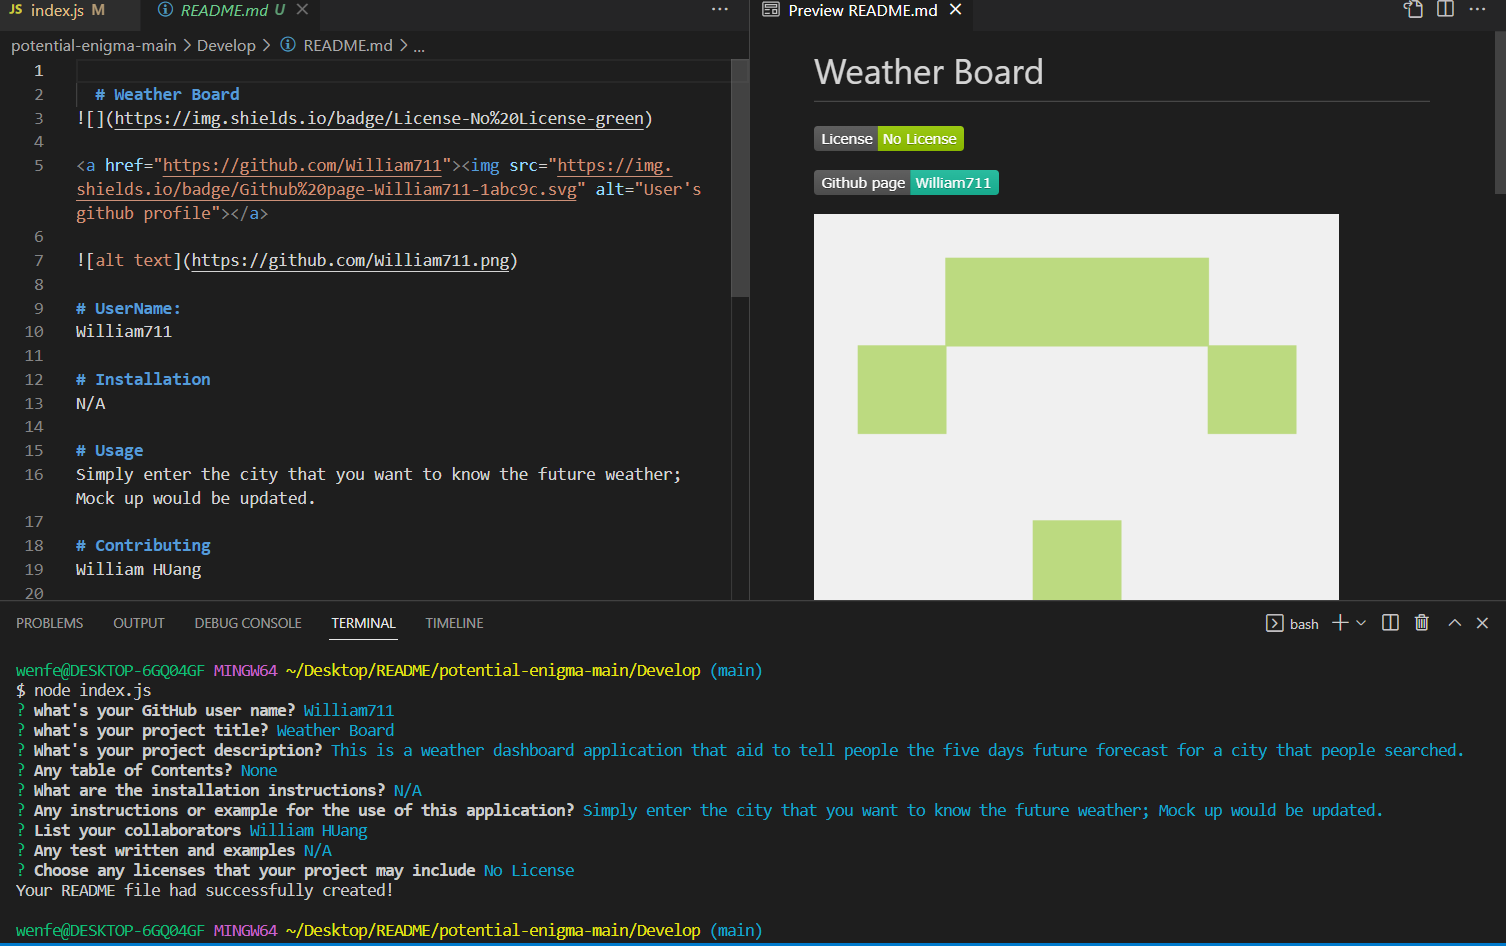 JS index.js M
README.md U
potential-enigma-main > Develop > README.md > ...
1
2 # Weather Board
3 ![](https://img.shields.io/badge/License-No%20License-green)
4
5 <a href="https://github.com/William711"><img src="https://img.
shields.io/badge/Github%20page-William711-1abc9c.svg" alt="User's
github profile"></a>
6
7 ![alt text](https://github.com/William711.png)
8
9 # UserName:
10 William711
11
12 # Installation
13 N/A
14
15 # Usage
16 Simply enter the city that you want to know the future weather;
Mock up would be updated.
17
18 # Contributing
19 William HUang
20
Preview README.md
Weather Board
License No License
Github page William711
PROBLEMS OUTPUT DEBUG CONSOLE TERMINAL TIMELINE
bash
wenfe@DESKTOP-6GQ04GF MINGW64 ~/Desktop/README/potential-enigma-main/Develop (main)
$ node index.js
? what's your GitHub user name? William711
? what's your project title? Weather Board
? What's your project description? This is a weather dashboard application that aid to tell people the five days future forecast for a city that people searched.
? Any table of Contents? None
? What are the installation instructions? N/A
? Any instructions or example for the use of this application? Simply enter the city that you want to know the future weather; Mock up would be updated.
? List your collaborators William HUang
? Any test written and examples N/A
? Choose any licenses that your project may include No License
Your README file had successfully created!
wenfe@DESKTOP-6GQ04GF MINGW64 ~/Desktop/README/potential-enigma-main/Develop (main)